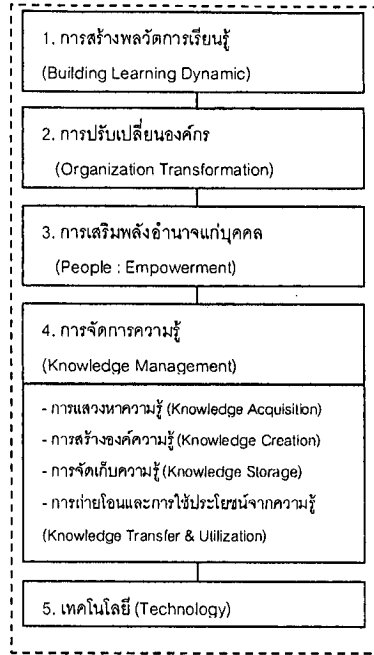 1. การสร้างพลวัตการเรียนรู้
(Building Learning Dynamic)
2. การปรับเปลี่ยนองค์กร
(Organization Transformation)
3. การเสริมพลังอำนาจแก่บุคคล
(People : Empowerment)
4. การจัดการความรู้
(Knowledge Management)
- การแสวงหาความรู้ (Knowledge Acquisition)
- การสร้างองค์ความรู้ (Knowledge Creation)
- การจัดเก็บความรู้ (Knowledge Storage)
- การถ่ายโอนและการใช้ประโยชน์จากความรู้
(Knowledge Transfer & Utilization)
5. เทคโนโลยี (Technology)